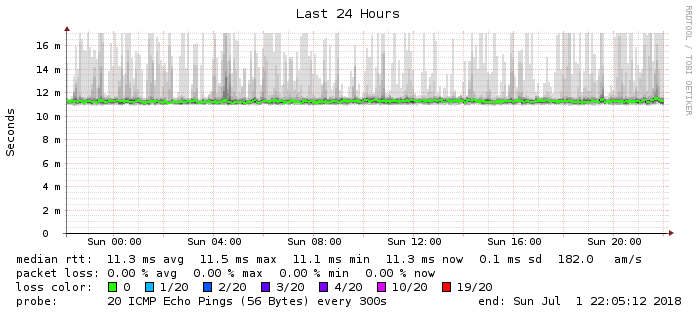 Last 24 Hours
RRDTOOL / TOBI OETIKER
Seconds
16 m
14 m
12 m
10 m
8 m
6 m
4 m
2 m
0
Sun 00:00 Sun 04:00 Sun 08:00 Sun 12:00 Sun 16:00 Sun 20:00
median rtt: 11.3 ms avg 11.5 ms max 11.1 ms min 11.3 ms now 0.1 ms sd 182.0 am/s
packet loss: 0.00 % avg 0.00 % max 0.00 % min 0.00 % now
loss color: 0 1/20 2/20 3/20 4/20 10/20 19/20
probe: 20 ICMP Echo Pings (56 Bytes) every 300s end: Sun Jul 1 22:05:12 2018